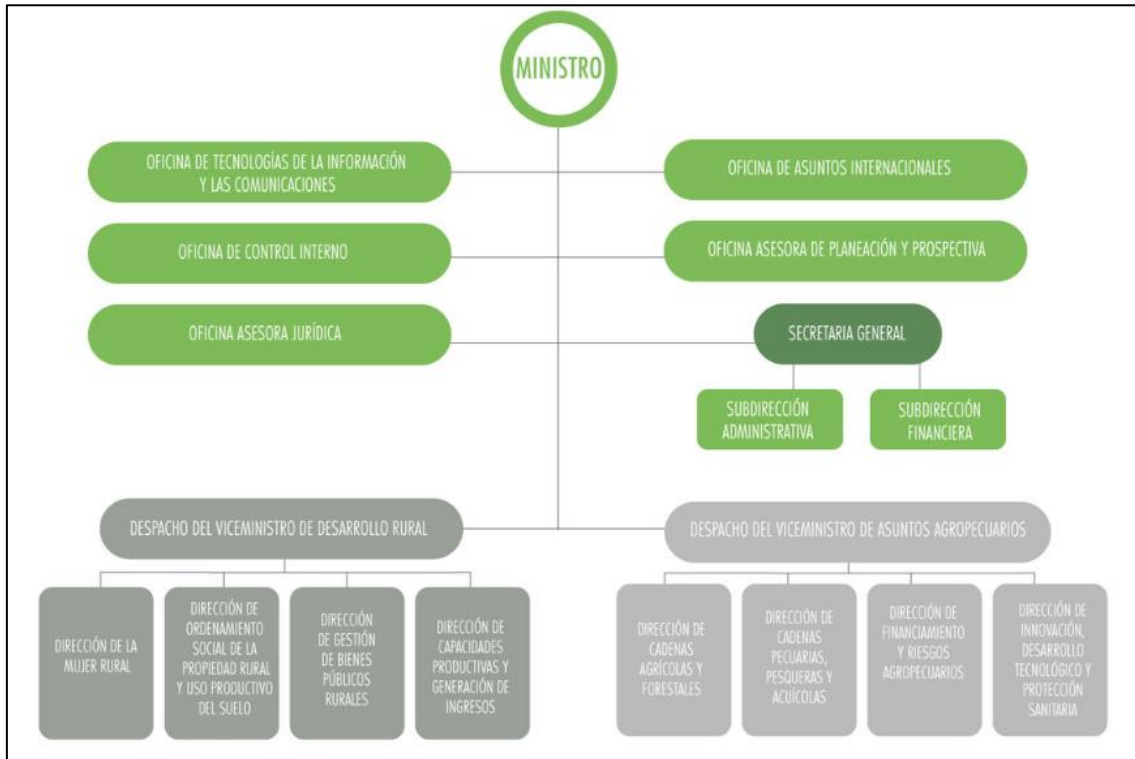 MINISTRO
OFICINA DE TECNOLOGÍAS DE LA INFORMACIÓN
Y LAS COMUNICACIONES
OFICINA DE ASUNTOS INTERNACIONALES
OFICINA DE CONTROL INTERNO
OFICINA ASESORA DE PLANEACIÓN Y PROSPECTIVA
OFICINA ASESORA JURÍDICA
SECRETARIA GENERAL
SUBDIRECCIÓN
ADMINISTRATIVA
SUBDIRECCIÓN
FINANCIERA
DESPACHO DEL VICEMINISTRO DE DESARROLLO RURAL
DESPACHO DEL VICEMINISTRO DE ASUNTOS AGROPECUARIOS
DIRECCIÓN DE LA
MUJER RURAL
DIRECCIÓN DE
ORDENAMIENTO
SOCIAL DE LA
PROPIEDAD RURAL
Y USO PRODUCTIVO
DEL SUELO
DIRECCIÓN
DE GESTIÓN
DE BIENES
PÚBLICOS
RURALES
DIRECCIÓN DE
CAPACIDADES
PRODUCTIVAS Y
GENERACIÓN DE
INGRESOS
DIRECCIÓN DE
CADENAS
AGRÍCOLAS Y
FORESTALES
DIRECCIÓN DE
CADENAS
PECUARIAS,
PESQUERAS Y
ACUÍCOLAS
DIRECCIÓN DE
FINANCIAMIENTO
Y RIESGOS
AGROPECUARIOS
DIRECCIÓN DE
INNOVACIÓN,
DESARROLLO
TECNOLÓGICO Y
PROTECCIÓN
SANITARIA